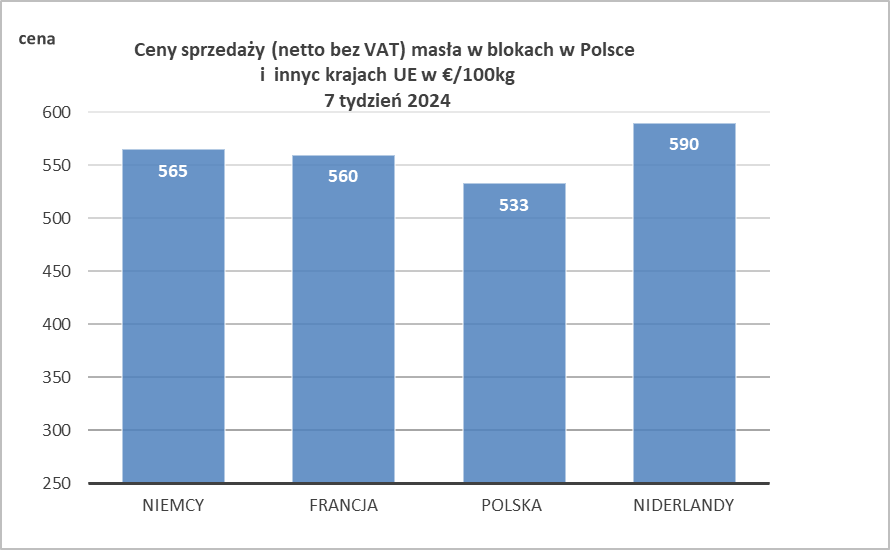 cena
Ceny sprzedaży (netto bez VAT) masła w blokach w Polsce
i innyc krajach UE w €/100kg
7 tydzień 2024
600
550
500
450
400
350
300
250
565
560
533
590
NIEMCY
FRANCJA
POLSKA
NIDERLANDY